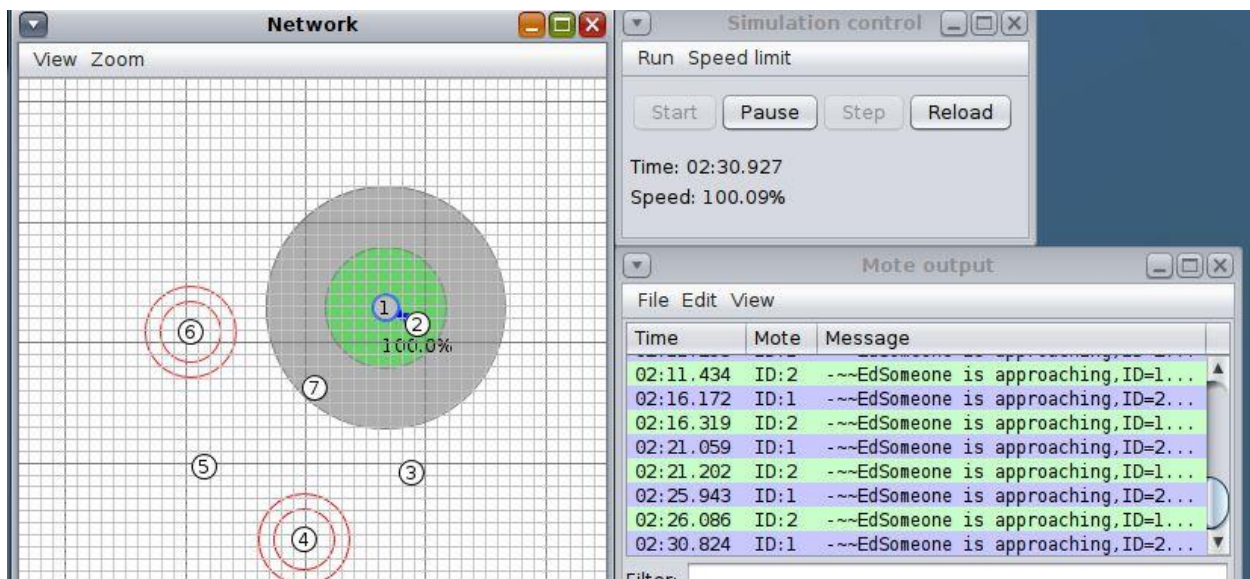 Network
View Zoom
1
2
100.0%
6
7
5
3
4
Simulation control
Run Speed limit
Start Pause Step Reload
Time: 02:30.927
Speed: 100.09%
Mote output
File Edit View
Time Mote Message
02:11.434 ID:2 -~~EdSomeone is approaching,ID=1...
02:16.172 ID:1 -~~EdSomeone is approaching,ID=2...
02:16.319 ID:2 -~~EdSomeone is approaching,ID=1...
02:21.059 ID:1 -~~EdSomeone is approaching,ID=2...
02:21.202 ID:2 -~~EdSomeone is approaching,ID=1...
02:25.943 ID:1 -~~EdSomeone is approaching,ID=2...
02:26.086 ID:2 -~~EdSomeone is approaching,ID=1...
02:30.824 ID:1 -~~EdSomeone is approaching,ID=2...
Filter: